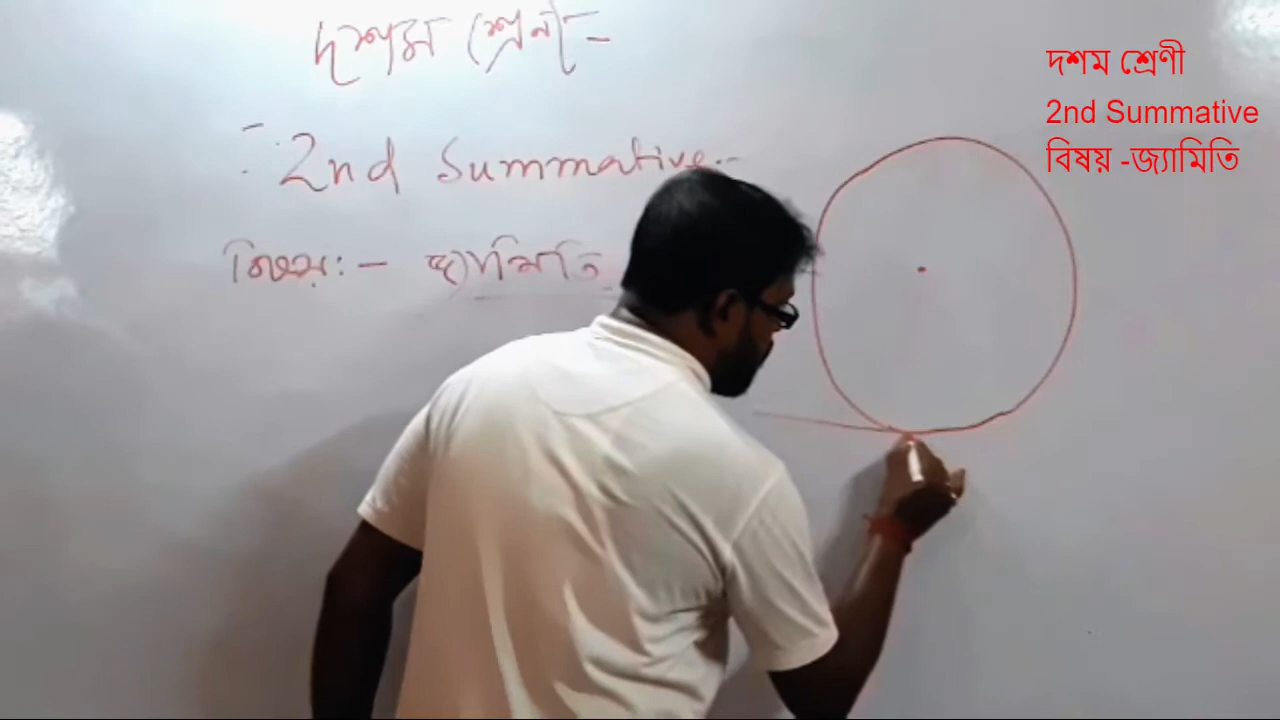 দশম শ্রেণী -
2nd Summative -
বিষয় :- জ্যামিতি
দশম শ্রেণী
2nd Summative
বিষয় -জ্যামিতি